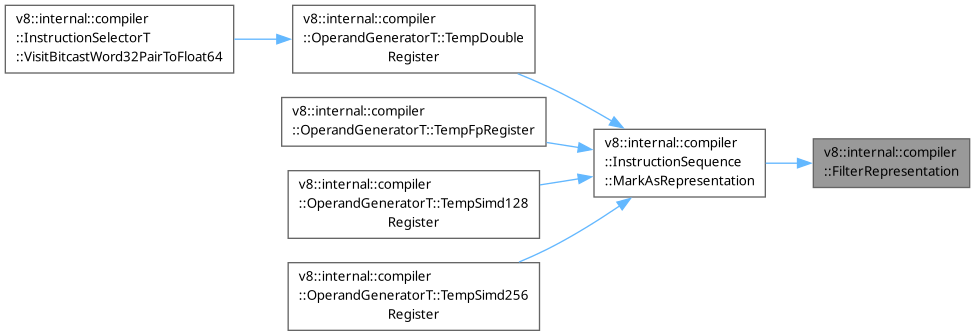 v8::internal::compiler
::InstructionSelectorT
::VisitBitcastWord32PairToFloat64
v8::internal::compiler
::OperandGeneratorT::TempDouble
Register
v8::internal::compiler
::OperandGeneratorT::TempFpRegister
v8::internal::compiler
::OperandGeneratorT::TempSimd128
Register
v8::internal::compiler
::OperandGeneratorT::TempSimd256
Register
v8::internal::compiler
::InstructionSequence
::MarkAsRepresentation
v8::internal::compiler
::FilterRepresentation